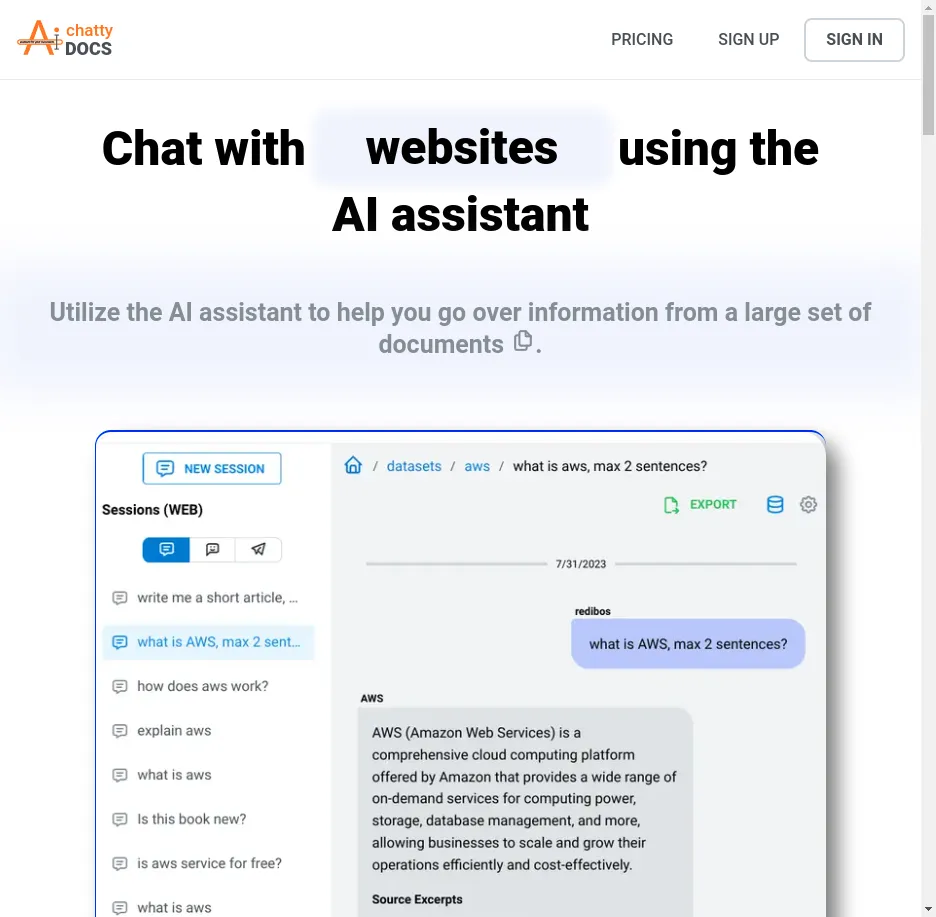 chatty
DOCS
PRICING
SIGN UP
SIGN IN
Chat with websites using the
AI assistant
Utilize the AI assistant to help you go over information from a large set of
documents .
NEW SESSION
Sessions (WEB)
write me a short article, ...
what is AWS, max 2 sent...
how does aws work?
explain aws
what is aws
Is this book new?
is aws service for free?
what is aws
/ datasets / aws / what is aws, max 2 sentences?
EXPORT
7/31/2023
redibos
what is AWS, max 2 sentences?
AWS
AWS (Amazon Web Services) is a
comprehensive cloud computing platform
offered by Amazon that provides a wide range of
on-demand services for computing power,
storage, database management, and more,
allowing businesses to scale and grow their
operations efficiently and cost-effectively.
Source Excerpts